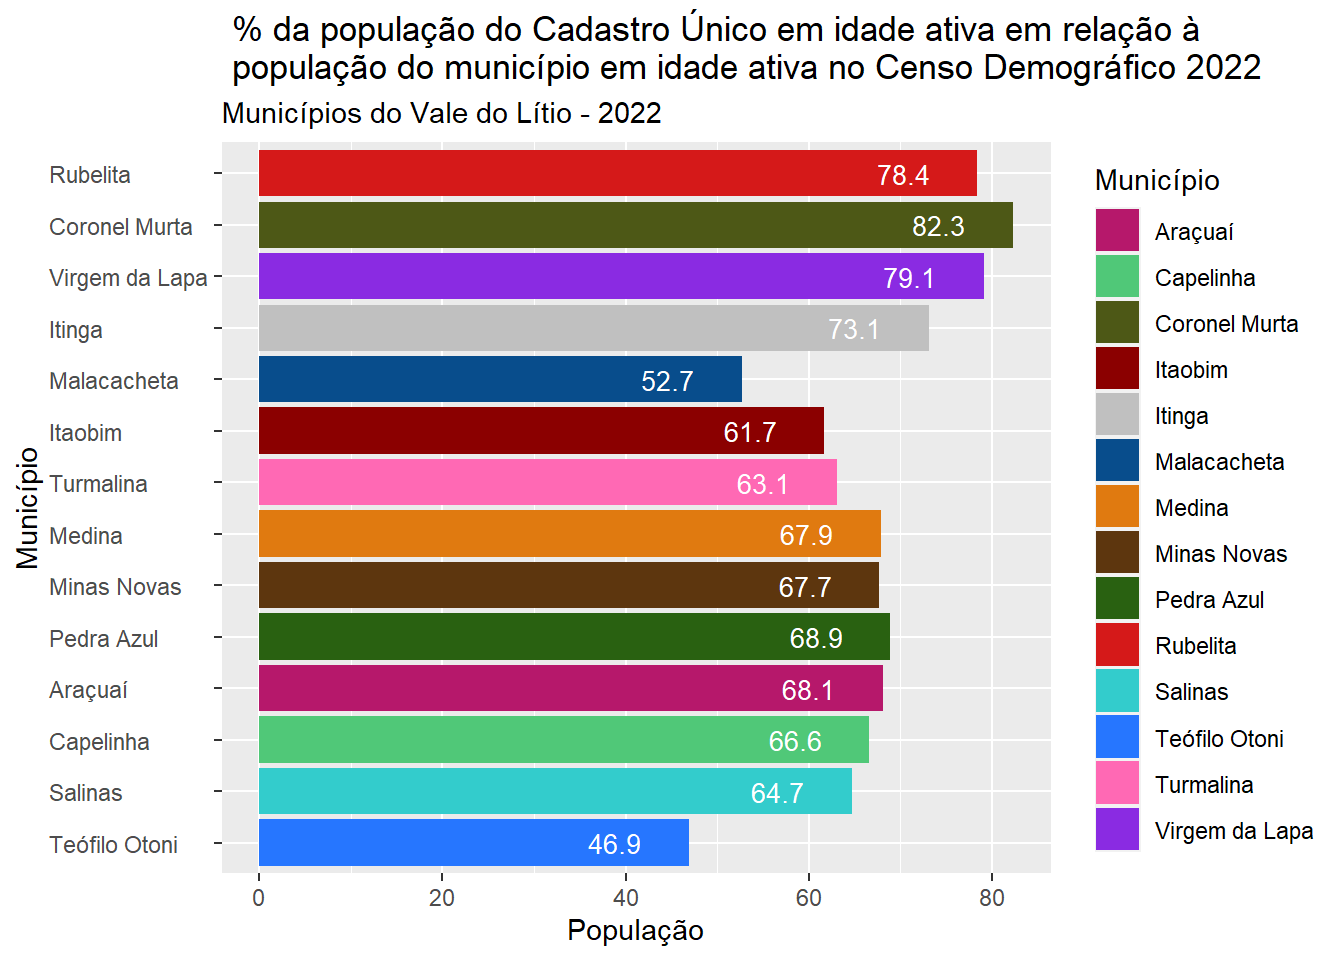 % da população do Cadastro Único em idade ativa em relação à
população do município em idade ativa no Censo Demográfico 2022
Municípios do Vale do Lítio - 2022
Município
Rubelita 78.4
Coronel Murta 82.3
Virgem da Lapa 79.1
Itinga 73.1
Malacacheta 52.7
Itaobim 61.7
Turmalina 63.1
Medina 67.9
Minas Novas 67.7
Pedra Azul 68.9
Araçuaí 68.1
Capelinha 66.6
Salinas 64.7
Teófilo Otoni 46.9
0 20 40 60 80
População
Município
Araçuaí
Capelinha
Coronel Murta
Itaobim
Itinga
Malacacheta
Medina
Minas Novas
Pedra Azul
Rubelita
Salinas
Teófilo Otoni
Turmalina
Virgem da Lapa